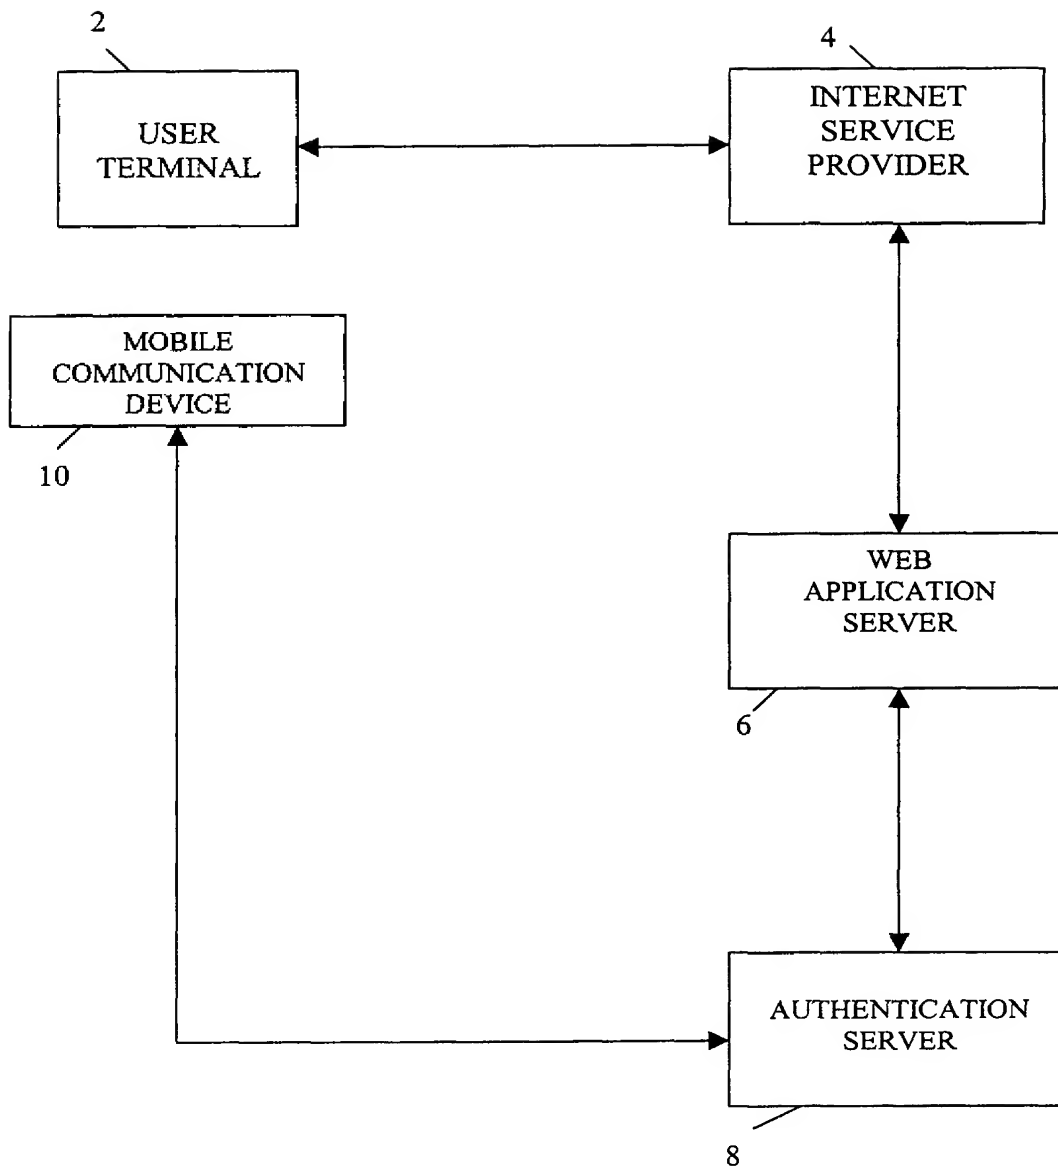 2
4
USER
TERMINAL
INTERNET
SERVICE
PROVIDER
MOBILE
COMMUNICATION
DEVICE
10
WEB
APPLICATION
SERVER
6
AUTHENTICATION
SERVER
8